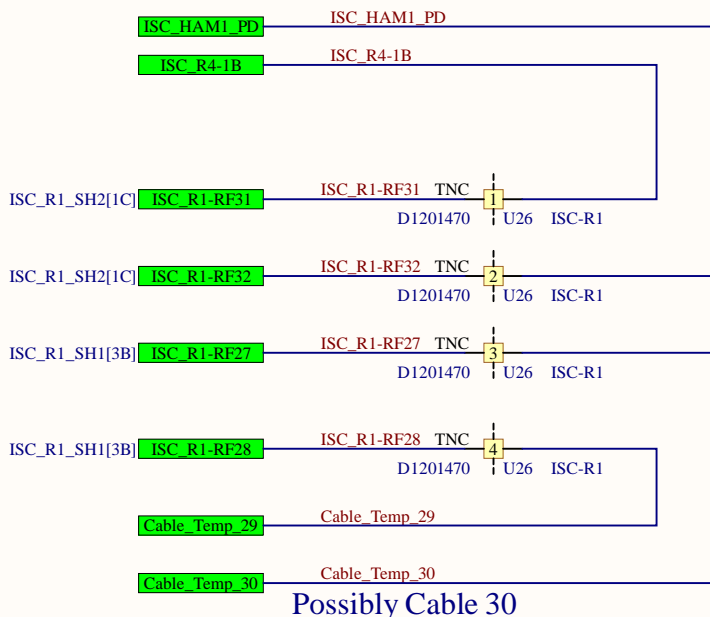 ISC_HAM1_PD ISC_HAM1_PD
ISC_R4-1B ISC_R4-1B
ISC_R1_SH2[1C] ISC_R1-RF31 ISC_R1-RF31 TNC 1
D1201470 U26 ISC-R1
ISC_R1_SH2[1C] ISC_R1-RF32 ISC_R1-RF32 TNC 2
D1201470 U26 ISC-R1
ISC_R1_SH1[3B] ISC_R1-RF27 ISC_R1-RF27 TNC 3
D1201470 U26 ISC-R1
ISC_R1_SH1[3B] ISC_R1-RF28 ISC_R1-RF28 TNC 4
D1201470 U26 ISC-R1
Cable_Temp_29 Cable_Temp_29
Cable_Temp_30 Cable_Temp_30
Possibly Cable 30